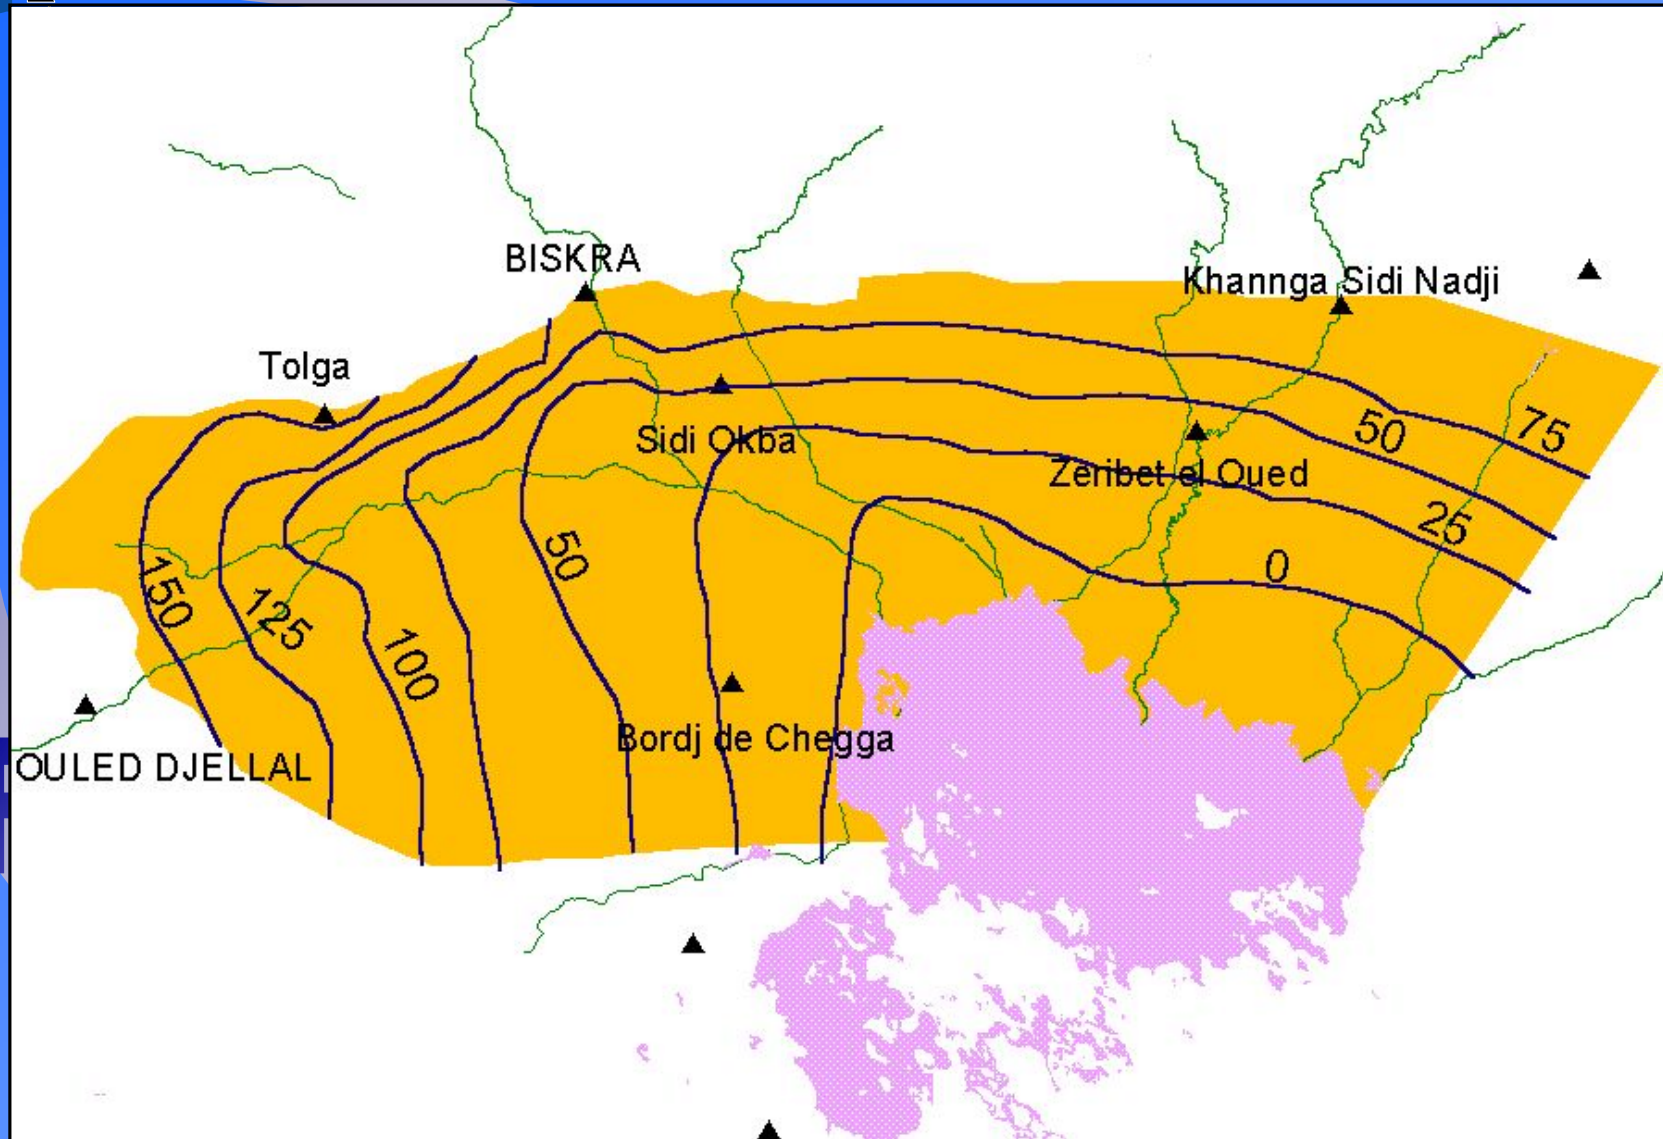 BISKRA
Khannga Sidi Nadji
Tolga
75
50
Sidi Okba
Zeribet el Oued
25
50
0
150
125
100
Bordj de Chegga
OULED DJELLAL